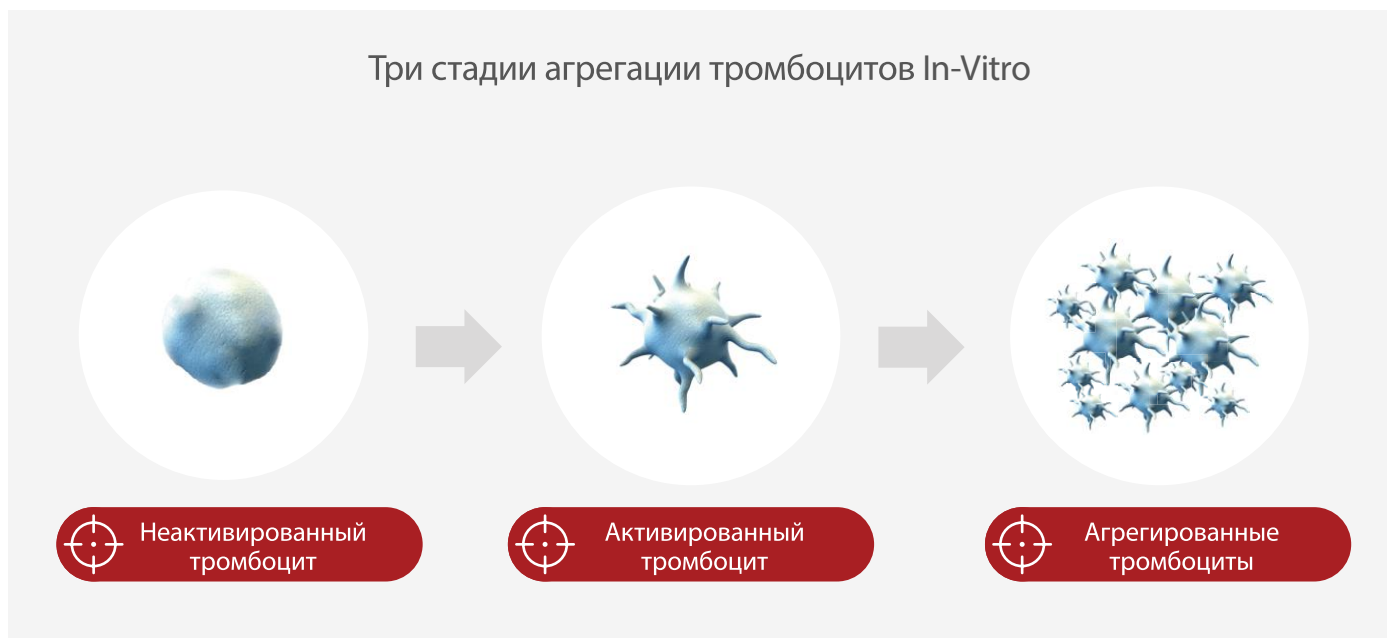 Три стадии агрегации тромбоцитов In-Vitro
Неактивированный
тромбоцит
Активированный
тромбоцит
Агрегированные
тромбоциты